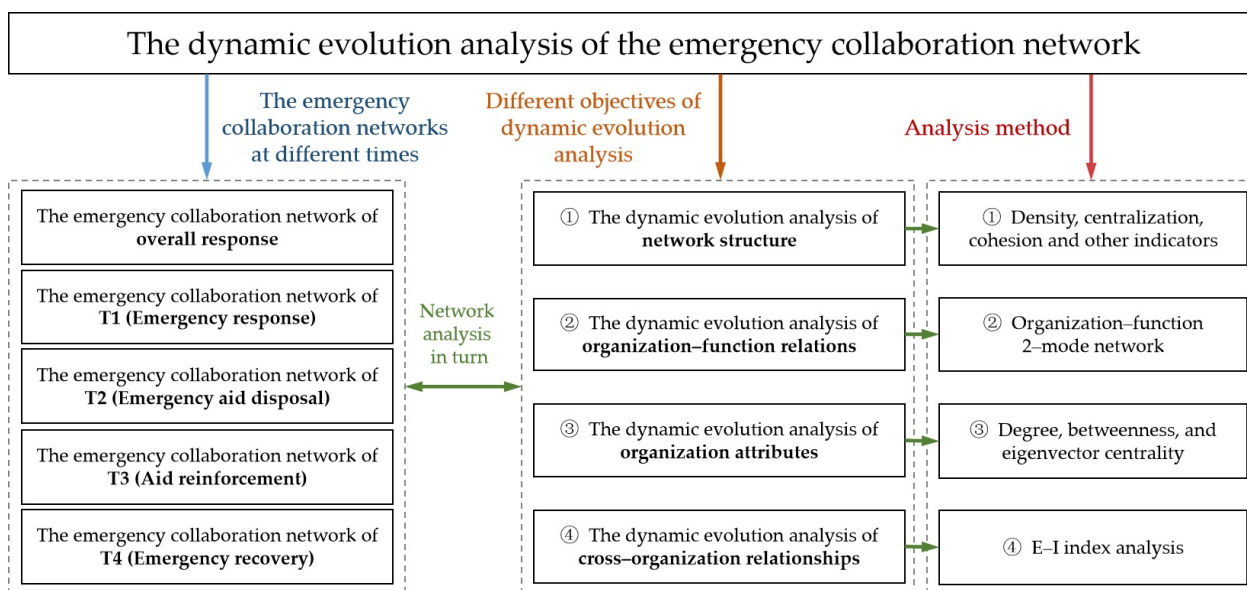 The dynamic evolution analysis of the emergency collaboration network
The emergency
collaboration networks
at different times
Different objectives of
dynamic evolution
analysis
Analysis method
The emergency collaboration network of
overall response
The emergency collaboration network of
T1 (Emergency response)
The emergency collaboration network of
T2 (Emergency aid disposal)
The emergency collaboration network of
T3 (Aid reinforcement)
The emergency collaboration network of
T4 (Emergency recovery)
Network
analysis
in turn
① The dynamic evolution analysis of
network structure
② The dynamic evolution analysis of
organization–function relations
③ The dynamic evolution analysis of
organization attributes
④ The dynamic evolution analysis of
cross–organization relationships
① Density, centralization,
cohesion and other indicators
② Organization–function
2–mode network
③ Degree, betweenness, and
eigenvector centrality
④ E–I index analysis